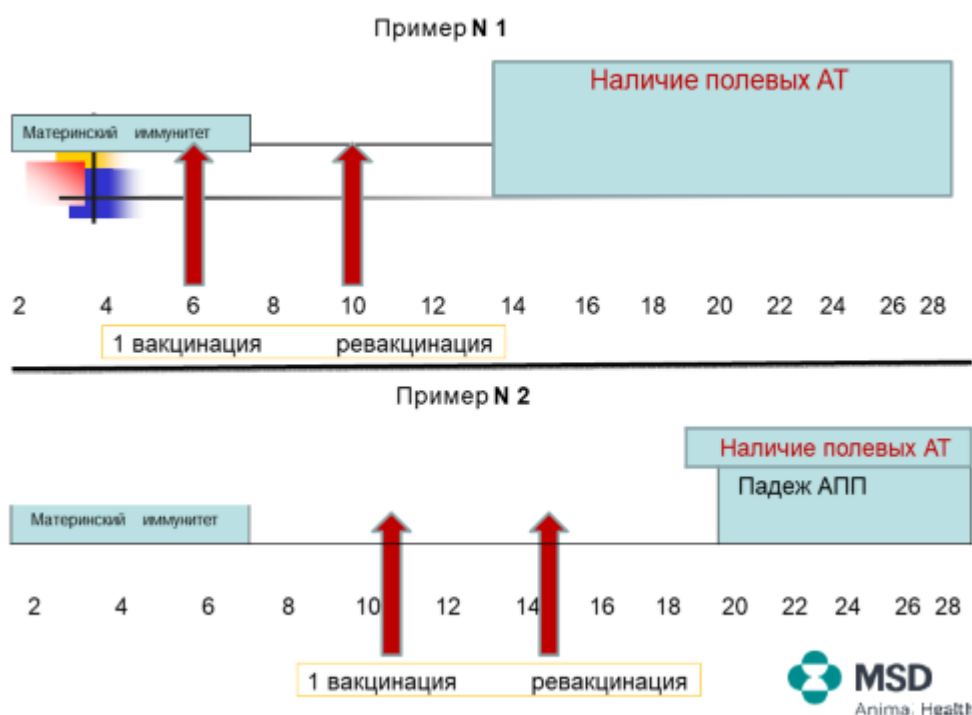 Пример N 1
Наличие полевых АТ
Материнский иммунитет
2 4 6 8 10 12 14 16 18 20 22 24 26 28
1 вакцинация ревакцинация
Пример N 2
Наличие полевых АТ
Падеж АПП
Материнский иммунитет
2 4 6 8 10 12 14 16 18 20 22 24 26 28
1 вакцинация ревакцинация
MSD
Animal Health